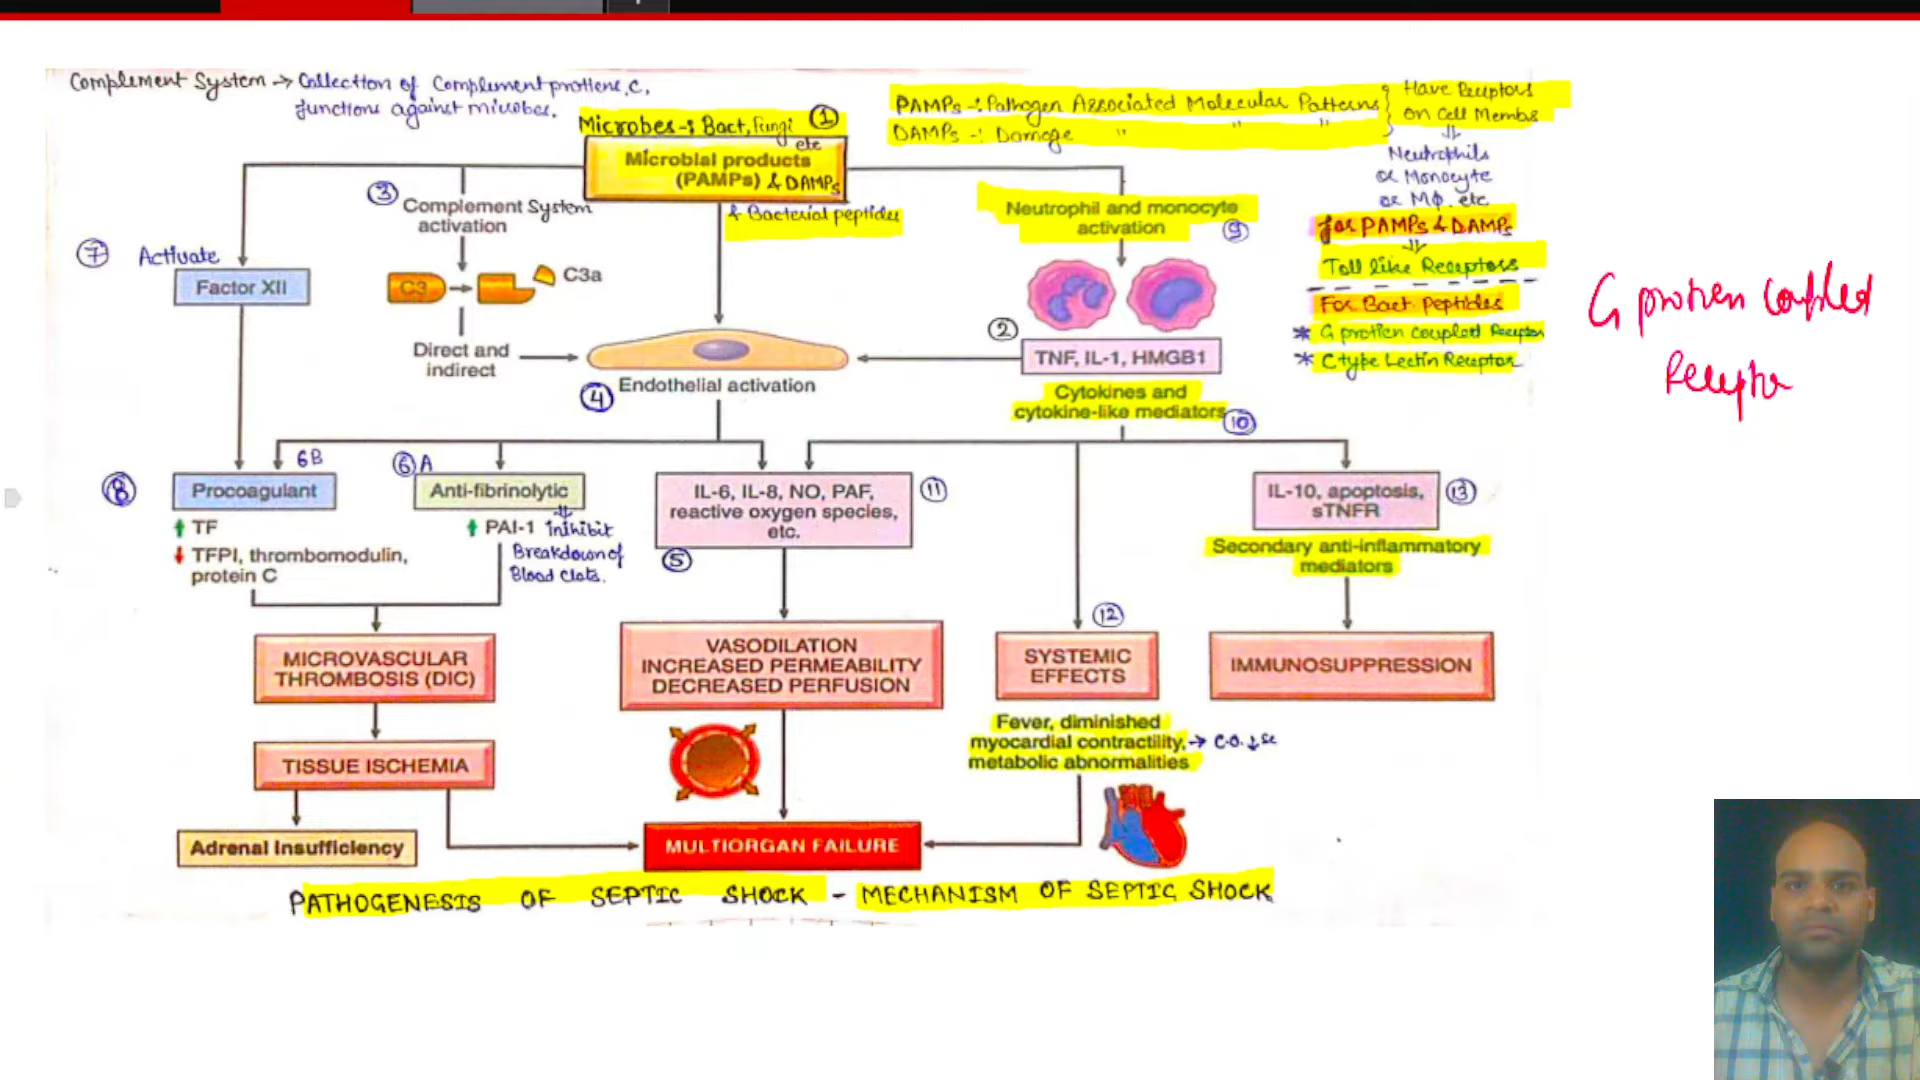 Complement System → Collection of Complement protiens, C,
functions against microbes.
Microbes-: Bact, Fungi ①
etc
Microbial products
(PAMPs) & DAMPs
& Bacterial peptides
PAMPs -: Pathogen Associated Molecular Patterns
DAMPs -: Damage " " "
Have Receptors
on Cell Membs
⇓
Neutrophils
or Monocyte
or MΦ. etc
for PAMPs & DAMPs
⇓
Toll like Receptors
For Bact Peptides
* G protien coupled Receptor
* C type Lectin Receptor
G protien Coupled
Receptor
③
Complement System
activation
C3
C3a
Direct and
indirect
⑦ Activate
Factor XII
Neutrophil and monocyte
activation ⑨
②
TNF, IL-1, HMGB1
Cytokines and
cytokine-like mediators
⑩
④ Endothelial activation
6B
⑥A
⑧ Procoagulant
↑ TF
↓ TFPI, thrombomodulin,
protein C
Anti-fibrinolytic
⇓
↑ PAI-1 Inihibit
Breakdown of
Blood Clots.
IL-6, IL-8, NO, PAF,
reactive oxygen species,
etc.
⑪
⑤
IL-10, apoptosis,
sTNFR
⑬
Secondary anti-inflammatory
mediators
MICROVASCULAR
THROMBOSIS (DIC)
VASODILATION
INCREASED PERMEABILITY
DECREASED PERFUSION
⑫
SYSTEMIC
EFFECTS
IMMUNOSUPPRESSION
Fever, diminished
myocardial contractility, → C.O. ↓se
metabolic abnormalities
TISSUE ISCHEMIA
Adrenal Insufficiency
MULTIORGAN FAILURE
PATHOGENESIS OF SEPTIC SHOCK - MECHANISM OF SEPTIC SHOCK